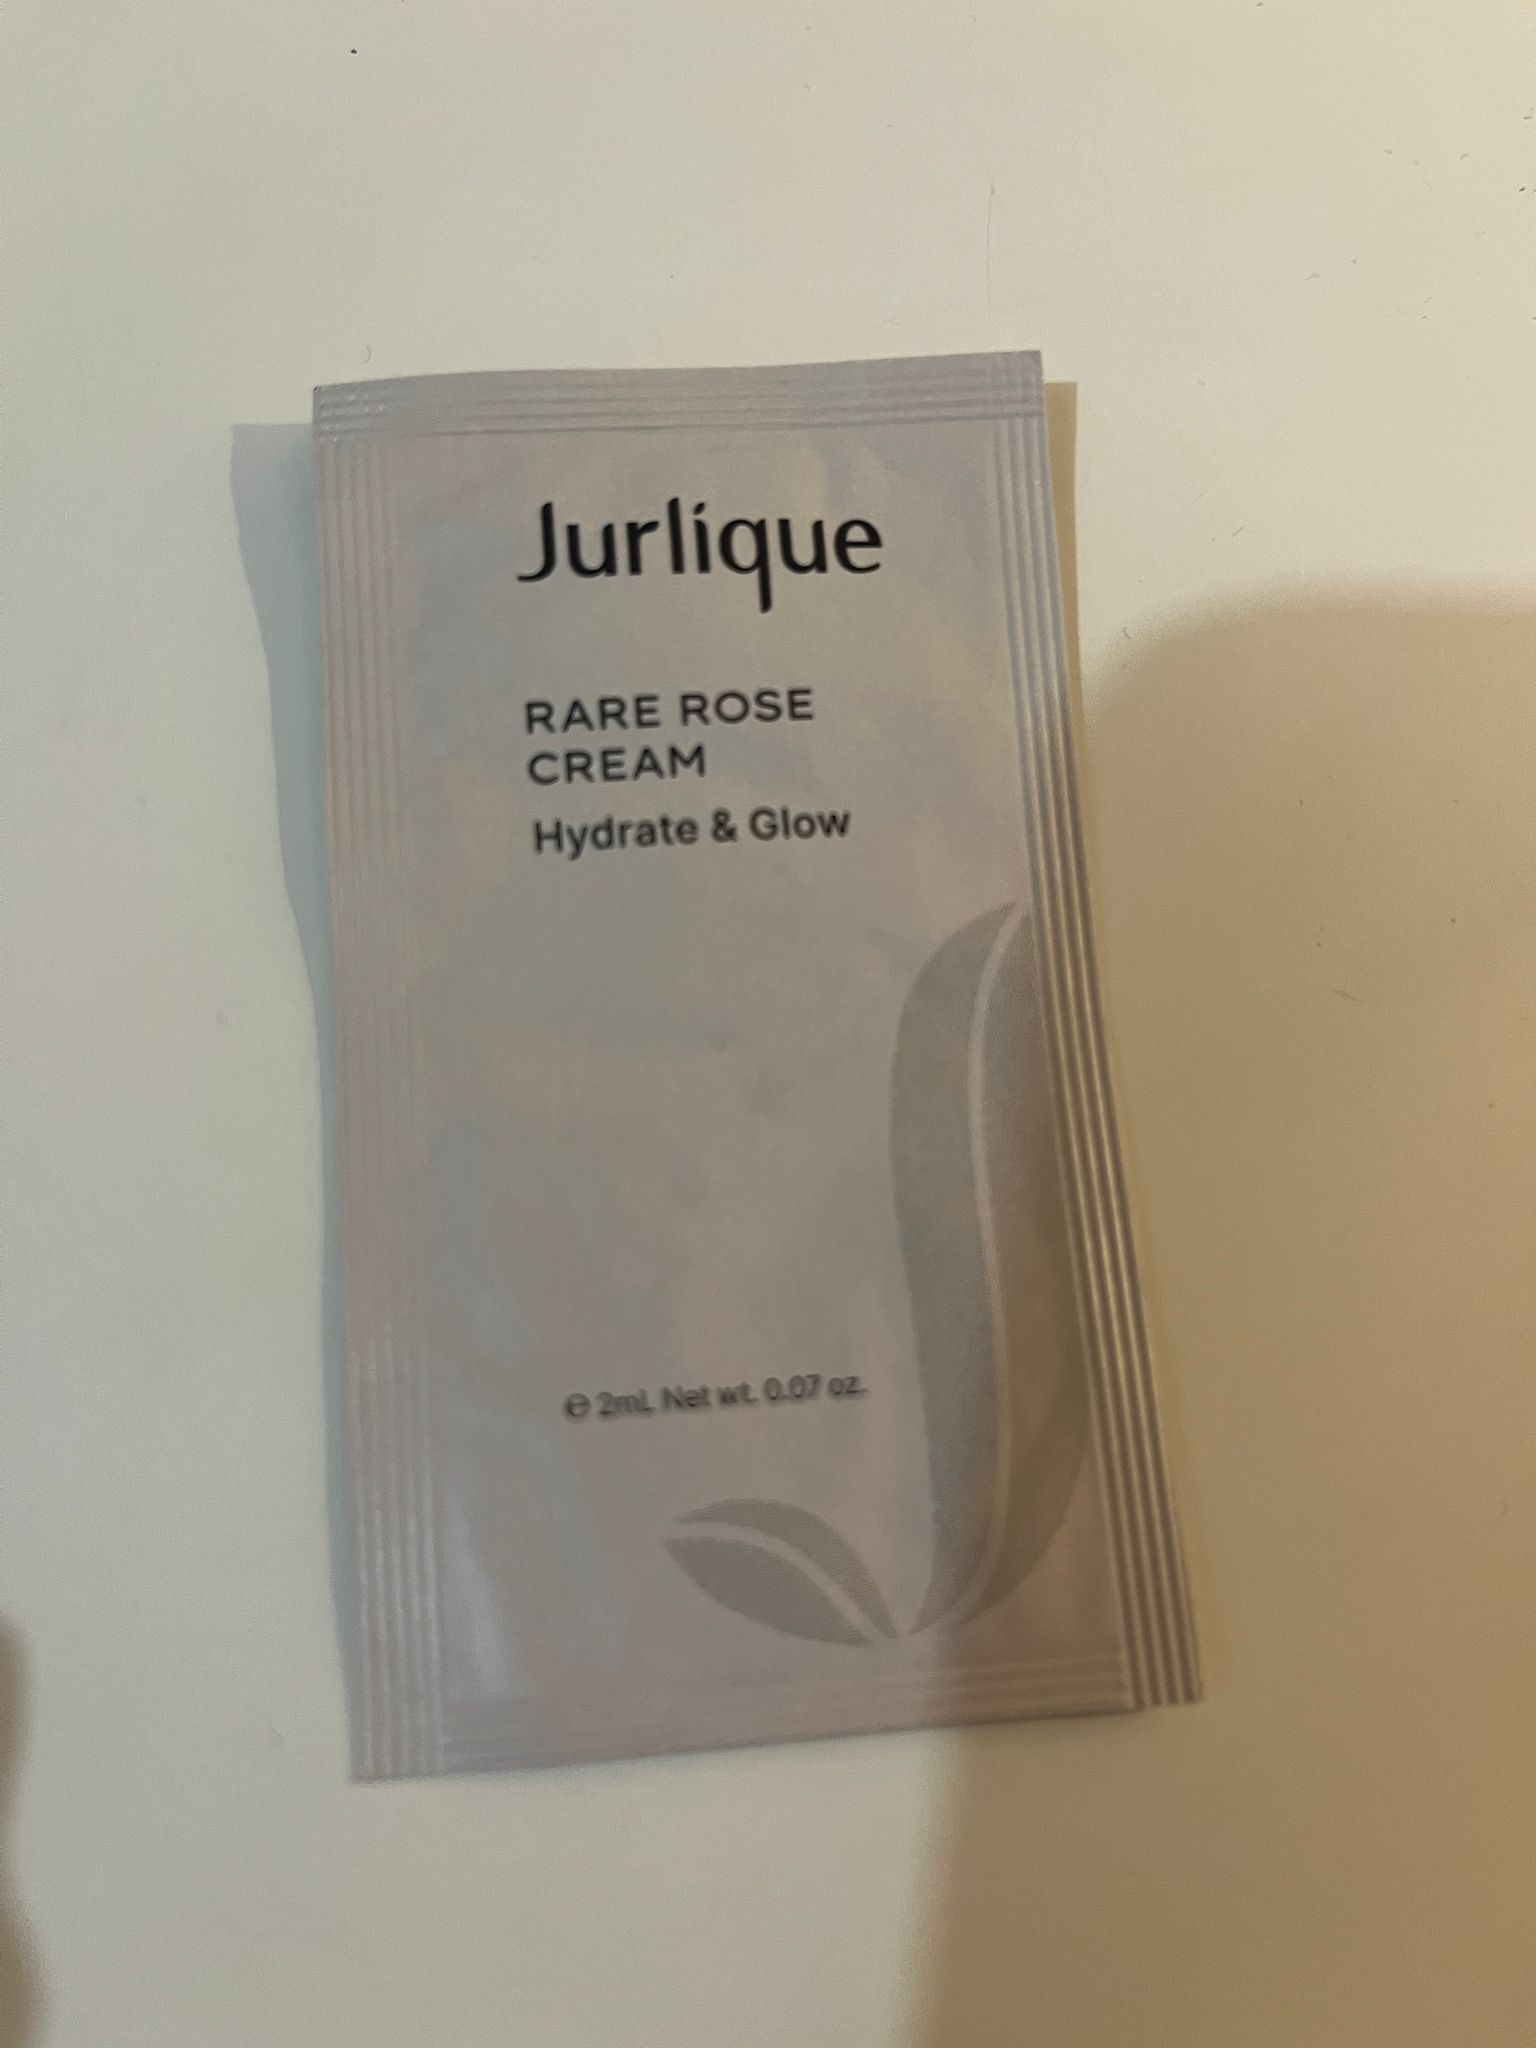 Jurlique
RARE ROSE
CREAM
Hydrate & Glow
℮ 2mL Net wt. 0.07 oz.